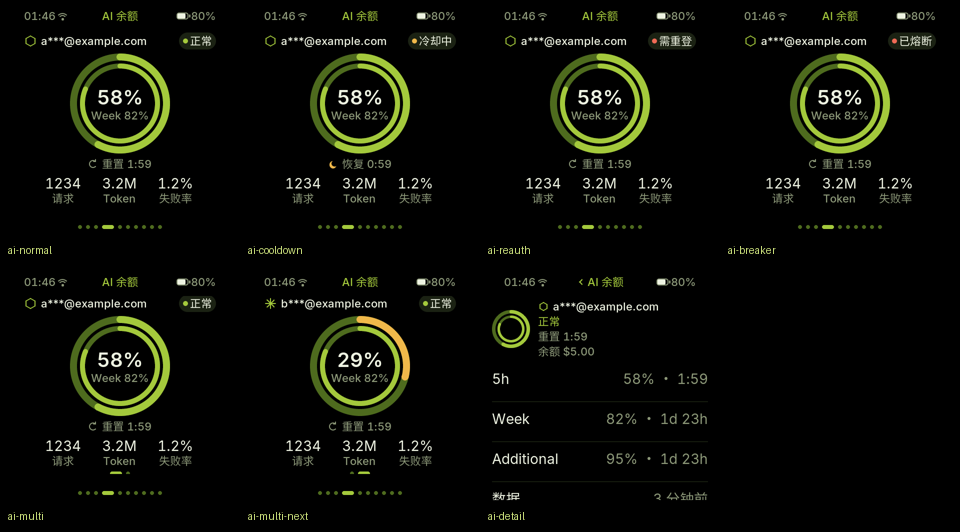 01:46 AI 余额 80%
a***@example.com 正常
58%
Week 82%
重置 1:59
1234 3.2M 1.2%
请求 Token 失败率
ai-normal
01:46 AI 余额 80%
a***@example.com 冷却中
58%
Week 82%
恢复 0:59
1234 3.2M 1.2%
请求 Token 失败率
ai-cooldown
01:46 AI 余额 80%
a***@example.com 需重登
58%
Week 82%
重置 1:59
1234 3.2M 1.2%
请求 Token 失败率
ai-reauth
01:46 AI 余额 80%
a***@example.com 已熔断
58%
Week 82%
重置 1:59
1234 3.2M 1.2%
请求 Token 失败率
ai-breaker
01:46 AI 余额 80%
a***@example.com 正常
58%
Week 82%
重置 1:59
1234 3.2M 1.2%
请求 Token 失败率
ai-multi
01:46 AI 余额 80%
b***@example.com 正常
29%
Week 82%
重置 1:59
1234 3.2M 1.2%
请求 Token 失败率
ai-multi-next
01:46 < AI 余额 80%
a***@example.com
正常
重置 1:59
余额 $5.00
5h 58% • 1:59
Week 82% • 1d 23h
Additional 95% • 1d 23h
数据 3 分钟前
ai-detail